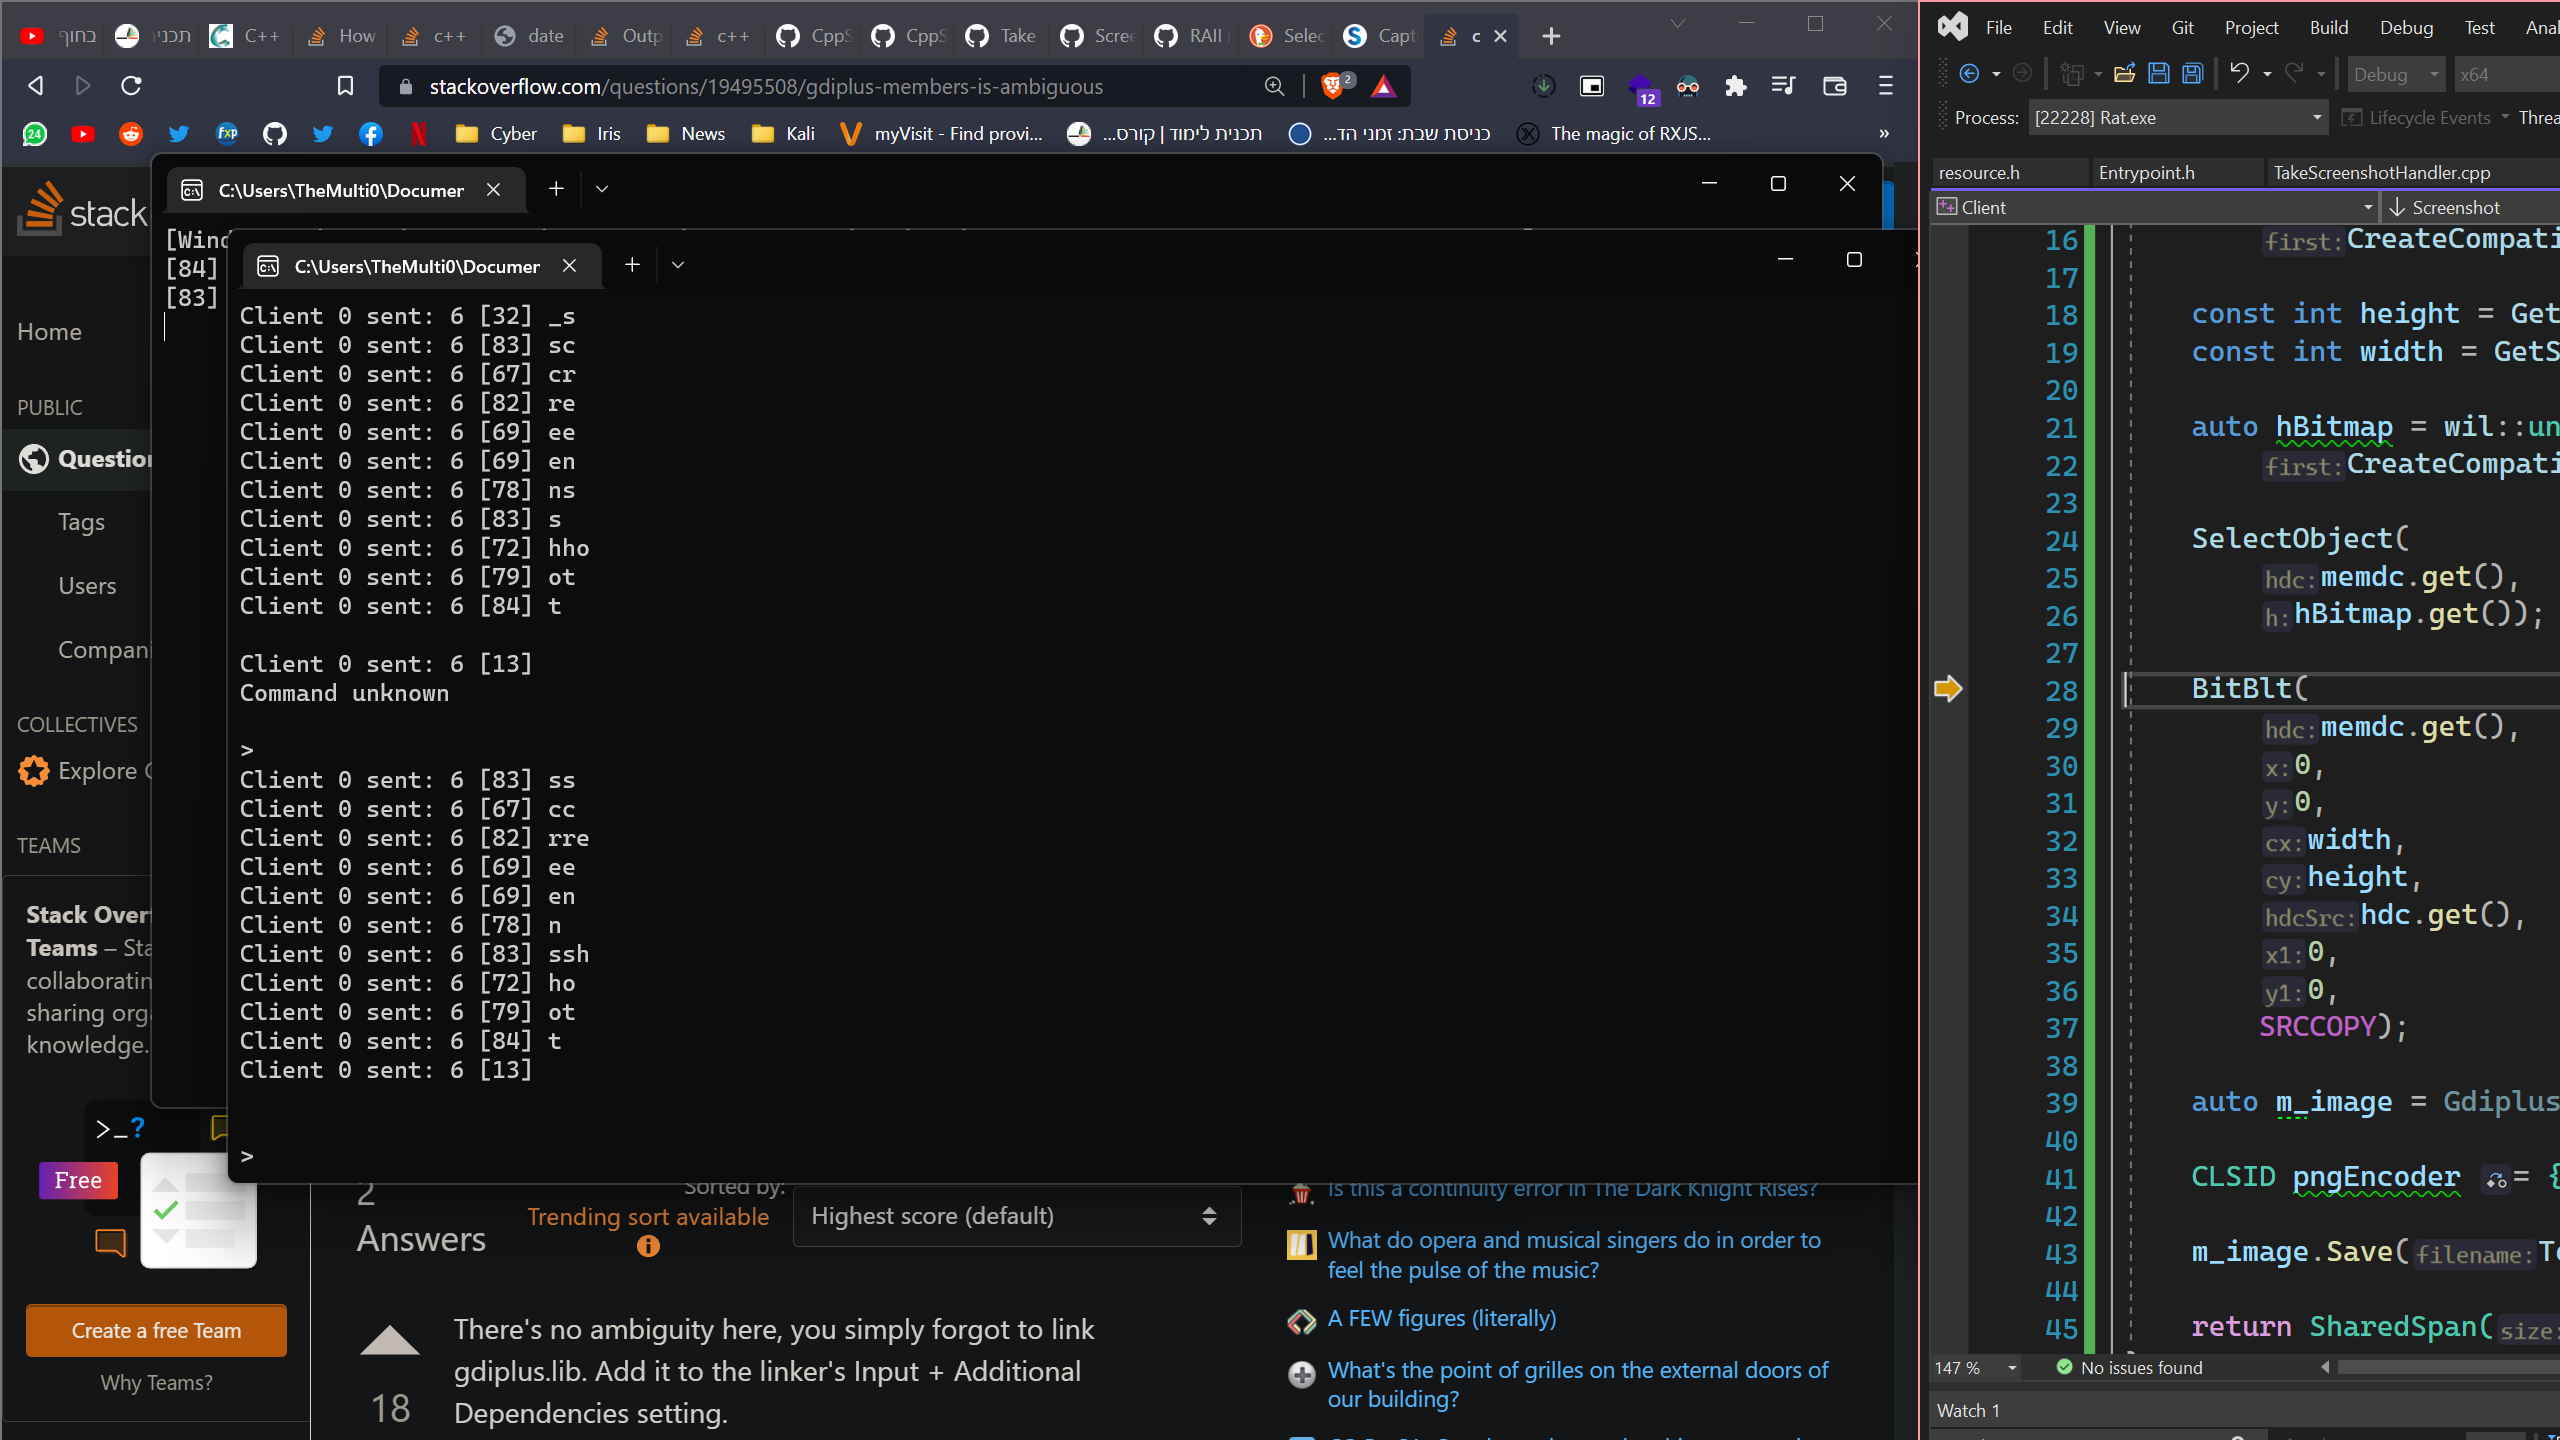 בחוף
תכנית
C++
How
c++
date
Outp
c++
CppS
CppS
Take
Scree
RAII
Selec
Capt
c
stackoverflow.com/questions/19495508/gdiplus-members-is-ambiguous
2
12
24
Cyber
Iris
News
Kali
myVisit - Find provi...
תכנית לימוד | קורס...
כניסת שבת: זמני הד...
The magic of RXJS...
»
stack
Home
PUBLIC
Question
Tags
Users
Compani
COLLECTIVES
Explore C
TEAMS
Stack Over
Teams – Sta
collaboratin
sharing orga
knowledge.
>_?
Free
Create a free Team
Why Teams?
C:\Users\TheMulti0\Documer
[Wind
[84]
[83]
C:\Users\TheMulti0\Documer
Client 0 sent: 6 [32] _s
Client 0 sent: 6 [83] sc
Client 0 sent: 6 [67] cr
Client 0 sent: 6 [82] re
Client 0 sent: 6 [69] ee
Client 0 sent: 6 [69] en
Client 0 sent: 6 [78] ns
Client 0 sent: 6 [83] s
Client 0 sent: 6 [72] hho
Client 0 sent: 6 [79] ot
Client 0 sent: 6 [84] t
Client 0 sent: 6 [13]
Command unknown
>
Client 0 sent: 6 [83] ss
Client 0 sent: 6 [67] cc
Client 0 sent: 6 [82] rre
Client 0 sent: 6 [69] ee
Client 0 sent: 6 [69] en
Client 0 sent: 6 [78] n
Client 0 sent: 6 [83] ssh
Client 0 sent: 6 [72] ho
Client 0 sent: 6 [79] ot
Client 0 sent: 6 [84] t
Client 0 sent: 6 [13]
>
2
Answers
Sorted by:
Trending sort available
Highest score (default)
18
There's no ambiguity here, you simply forgot to link
gdiplus.lib. Add it to the linker's Input + Additional
Dependencies setting.
Is this a continuity error in The Dark Knight Rises?
What do opera and musical singers do in order to
feel the pulse of the music?
A FEW figures (literally)
What's the point of grilles on the external doors of
our building?
File Edit View Git Project Build Debug Test Anal
Debug x64
Process: [22228] Rat.exe Lifecycle Events Threa
resource.h Entrypoint.h TakeScreenshotHandler.cpp
Client Screenshot
16 first:CreateCompati
17
18 const int height = Get
19 const int width = GetS
20
21 auto hBitmap = wil::un
22 first:CreateCompati
23
24 SelectObject(
25 hdc:memdc.get(),
26 h:hBitmap.get());
27
28 BitBlt(
29 hdc:memdc.get(),
30 x:0,
31 y:0,
32 cx:width,
33 cy:height,
34 hdcSrc:hdc.get(),
35 x1:0,
36 y1:0,
37 SRCCOPY);
38
39 auto m_image = Gdiplus
40
41 CLSID pngEncoder = {
42
43 m_image.Save(filename:To
44
45 return SharedSpan(size:
147 % No issues found
Watch 1